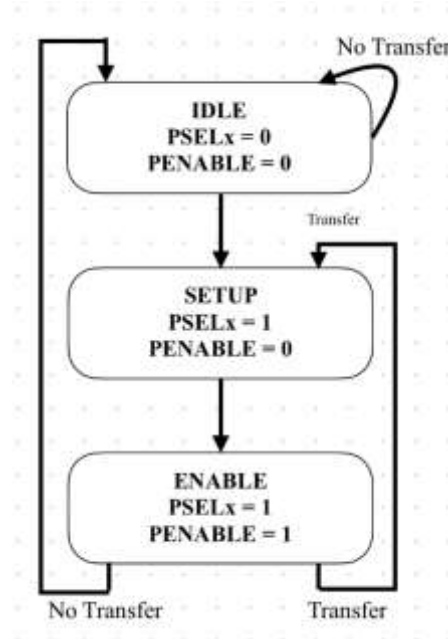 No Transfer
IDLE
PSELx = 0
PENABLE = 0
Transfer
SETUP
PSELx = 1
PENABLE = 0
ENABLE
PSELx = 1
PENABLE = 1
No Transfer
Transfer